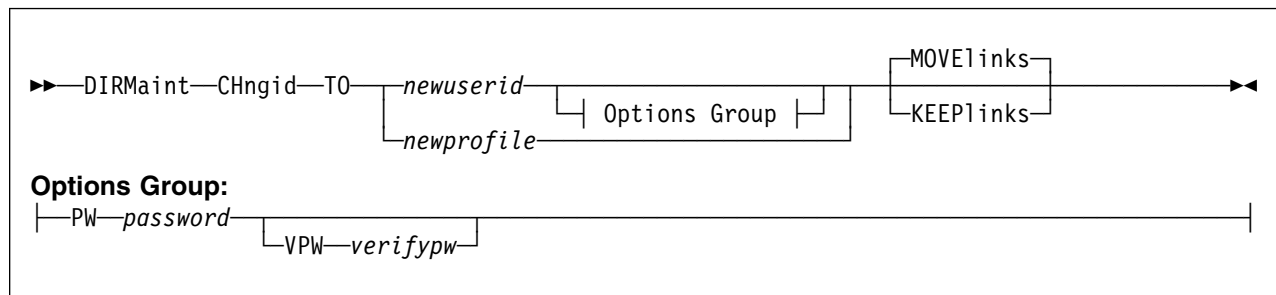 MOVElinks
DIRMaint CHngid TO newuserid
Options Group KEEPlinks
newprofile
Options Group:
PW password
VPW verifypw